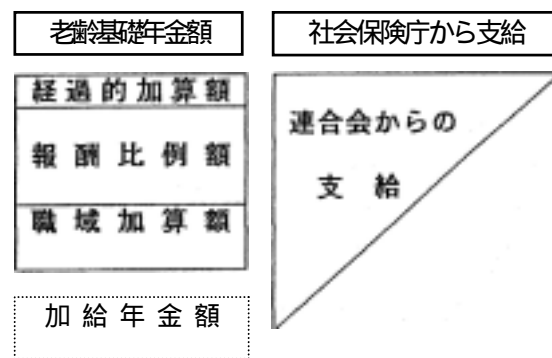 老齢基礎年金額
社会保険庁から支給
経過的加算額
報酬比例額
職域加算額
加給年金額
連合会からの
支給